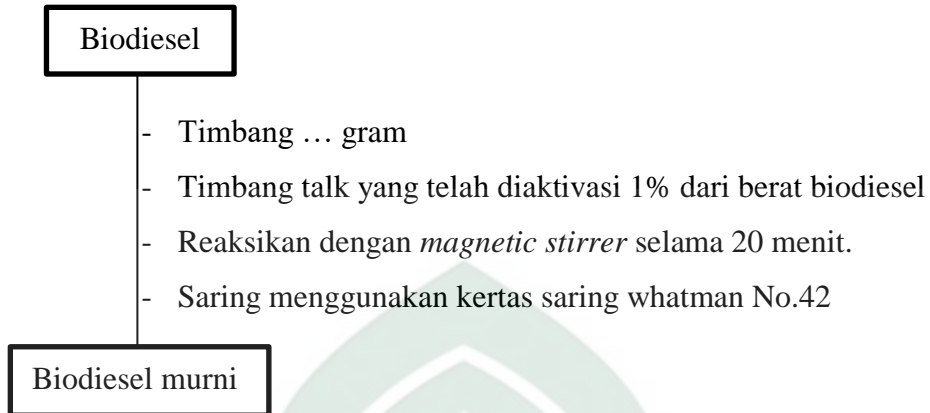 Biodiesel
- Timbang … gram
- Timbang talk yang telah diaktivasi 1% dari berat biodiesel
- Reaksikan dengan magnetic stirrer selama 20 menit.
- Saring menggunakan kertas saring whatman No.42
Biodiesel murni